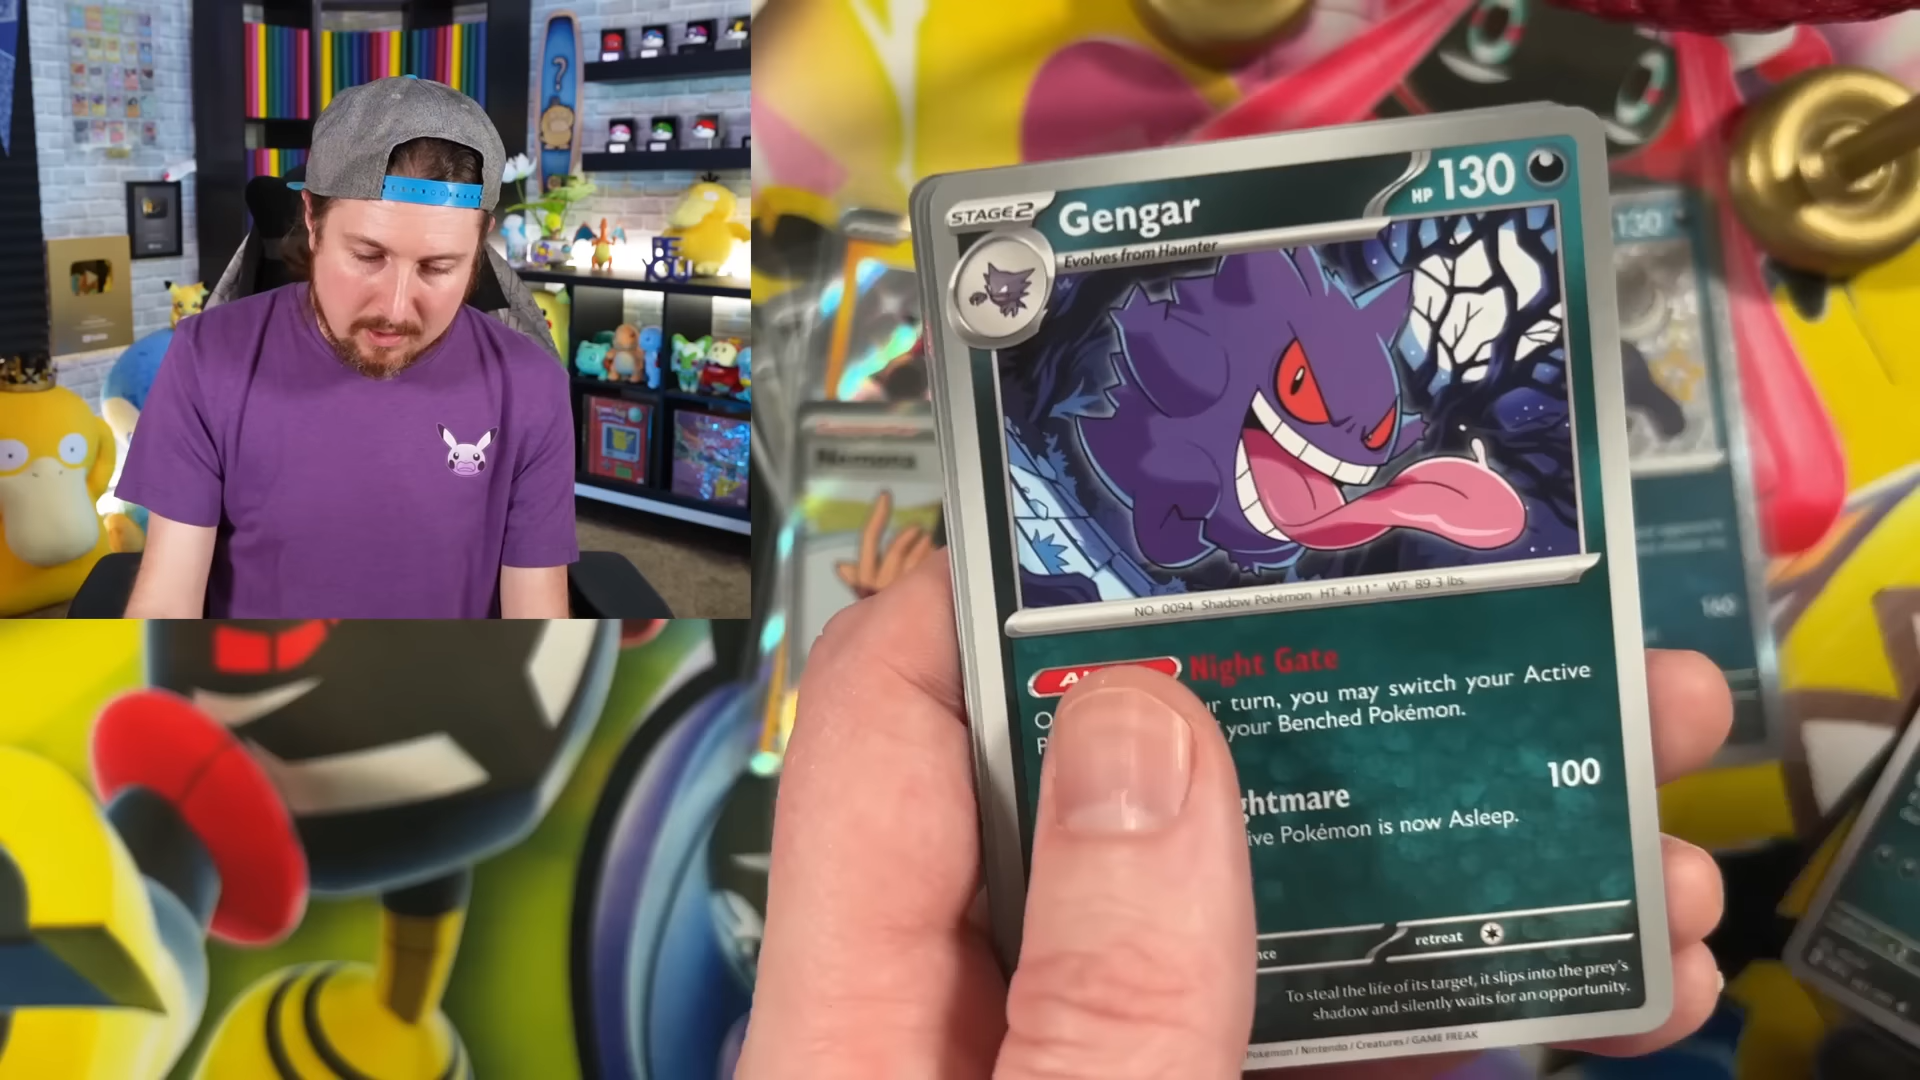 STAGE2
Gengar
HP 130
Evolves from Haunter
NO. 0094 Shadow Pokémon HT: 4'11" WT: 89.3 lbs.
Night Gate
turn, you may switch your Active
your Benched Pokémon.
100
Pokémon is now Asleep.
retreat
To steal the life of its target, it slips into the prey's
shadow and silently waits for an opportunity.
Pokémon / Nintendo / Creatures / GAME FREAK
130
Nemona
160
?